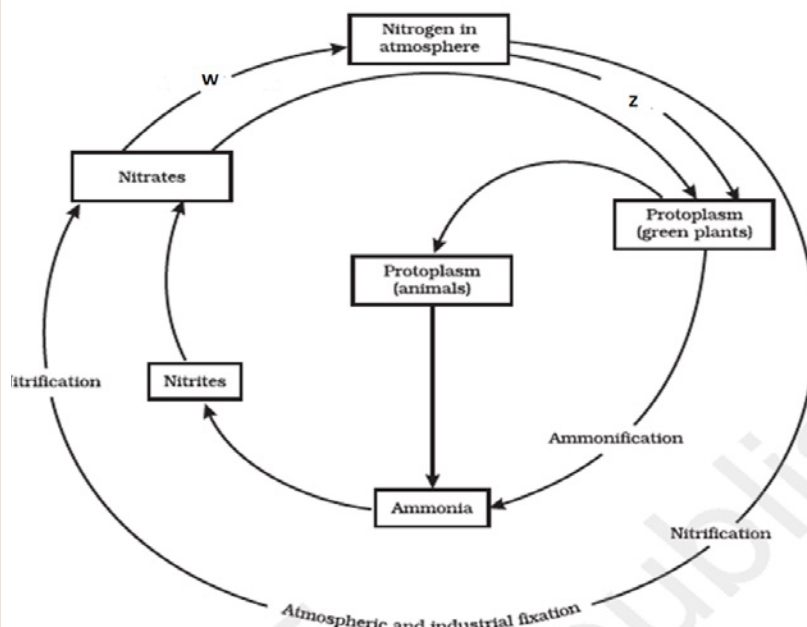 Nitrogen in
atmosphere
W
Z
Nitrates
Protoplasm
(green plants)
Protoplasm
(animals)
itrification
Nitrites
Ammonification
Ammonia
Nitrification
Atmospheric and industrial fixation